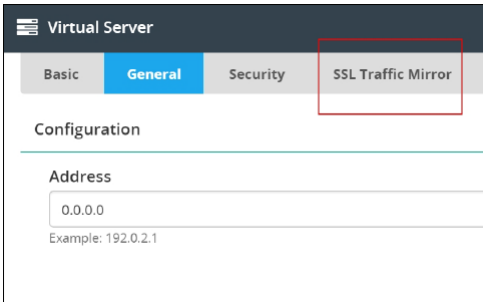 Virtual Server
Basic General Security SSL Traffic Mirror
Configuration
Address
0.0.0.0
Example: 192.0.2.1